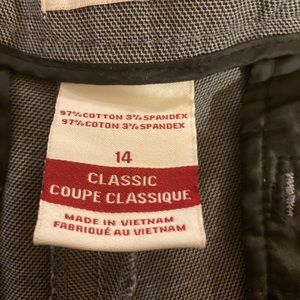 97% COTTON 3% SPANDEX
97% COTON 3% SPANDEX
14
CLASSIC
COUPE CLASSIQUE
MADE IN VIETNAM
FABRIQUÉ AU VIETNAM